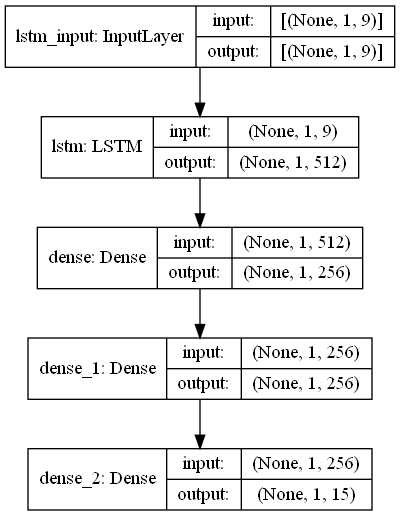 lstm_input: InputLayer
input: [(None, 1, 9)]
output: [(None, 1, 9)]
lstm: LSTM
input: (None, 1, 9)
output: (None, 1, 512)
dense: Dense
input: (None, 1, 512)
output: (None, 1, 256)
dense_1: Dense
input: (None, 1, 256)
output: (None, 1, 256)
dense_2: Dense
input: (None, 1, 256)
output: (None, 1, 15)